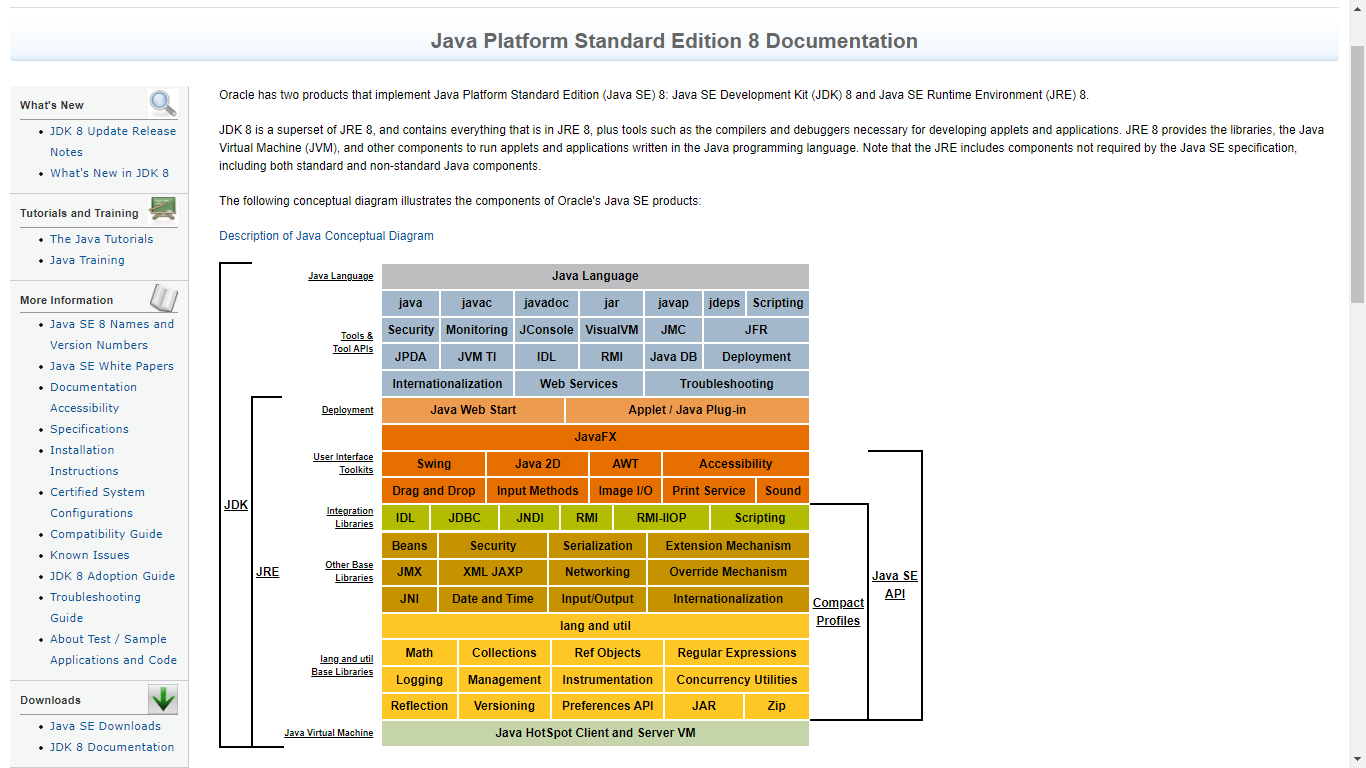 Java Platform Standard Edition 8 Documentation
What's New
JDK 8 Update Release
Notes
What's New in JDK 8
Tutorials and Training
The Java Tutorials
Java Training
More Information
Java SE 8 Names and
Version Numbers
Java SE White Papers
Documentation
Accessibility
Specifications
Installation
Instructions
Certified System
Configurations
Compatibility Guide
Known Issues
JDK 8 Adoption Guide
Troubleshooting
Guide
About Test / Sample
Applications and Code
Downloads
Java SE Downloads
JDK 8 Documentation
Oracle has two products that implement Java Platform Standard Edition (Java SE) 8: Java SE Development Kit (JDK) 8 and Java SE Runtime Environment (JRE) 8.
JDK 8 is a superset of JRE 8, and contains everything that is in JRE 8, plus tools such as the compilers and debuggers necessary for developing applets and applications. JRE 8 provides the libraries, the Java
Virtual Machine (JVM), and other components to run applets and applications written in the Java programming language. Note that the JRE includes components not required by the Java SE specification,
including both standard and non-standard Java components.
The following conceptual diagram illustrates the components of Oracle's Java SE products:
Description of Java Conceptual Diagram
Java Language Java Language
java javac javadoc jar javap jdeps Scripting
Tools &
Tool APIs
Security Monitoring JConsole VisualVM JMC JFR
JPDA JVM TI IDL RMI Java DB Deployment
Internationalization Web Services Troubleshooting
Deployment Java Web Start Applet / Java Plug-in
JavaFX
User Interface
Toolkits
Swing Java 2D AWT Accessibility
Drag and Drop Input Methods Image I/O Print Service Sound
JDK
Integration
Libraries
IDL JDBC JNDI RMI RMI-IIOP Scripting
Beans Security Serialization Extension Mechanism
JRE
Other Base
Libraries
JMX XML JAXP Networking Override Mechanism
Java SE
API
JNI Date and Time Input/Output Internationalization
Compact
Profiles
lang and util
Math Collections Ref Objects Regular Expressions
lang and util
Base Libraries
Logging Management Instrumentation Concurrency Utilities
Reflection Versioning Preferences API JAR Zip
Java Virtual Machine Java HotSpot Client and Server VM